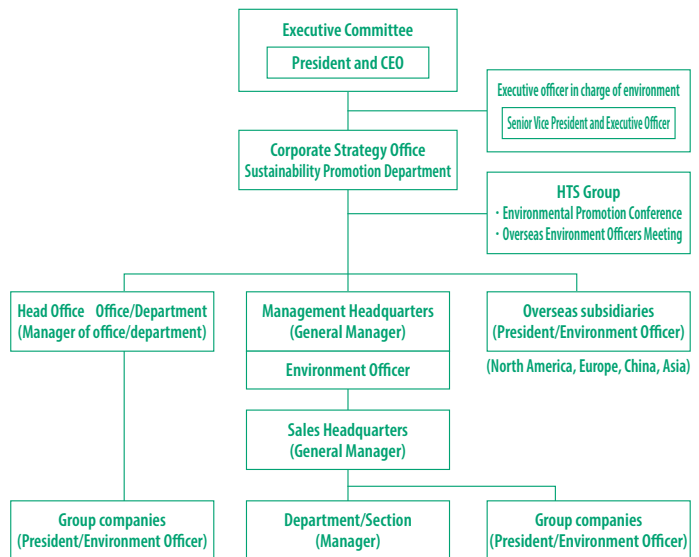 Executive Committee
President and CEO
Executive officer in charge of environment
Senior Vice President and Executive Officer
Corporate Strategy Office
Sustainability Promotion Department
HTS Group
・Environmental Promotion Conference
・Overseas Environment Officers Meeting
Head Office Office/Department
(Manager of office/department)
Management Headquarters
(General Manager)
Environment Officer
Overseas subsidiaries
(President/Environment Officer)
(North America, Europe, China, Asia)
Sales Headquarters
(General Manager)
Group companies
(President/Environment Officer)
Department/Section
(Manager)
Group companies
(President/Environment Officer)